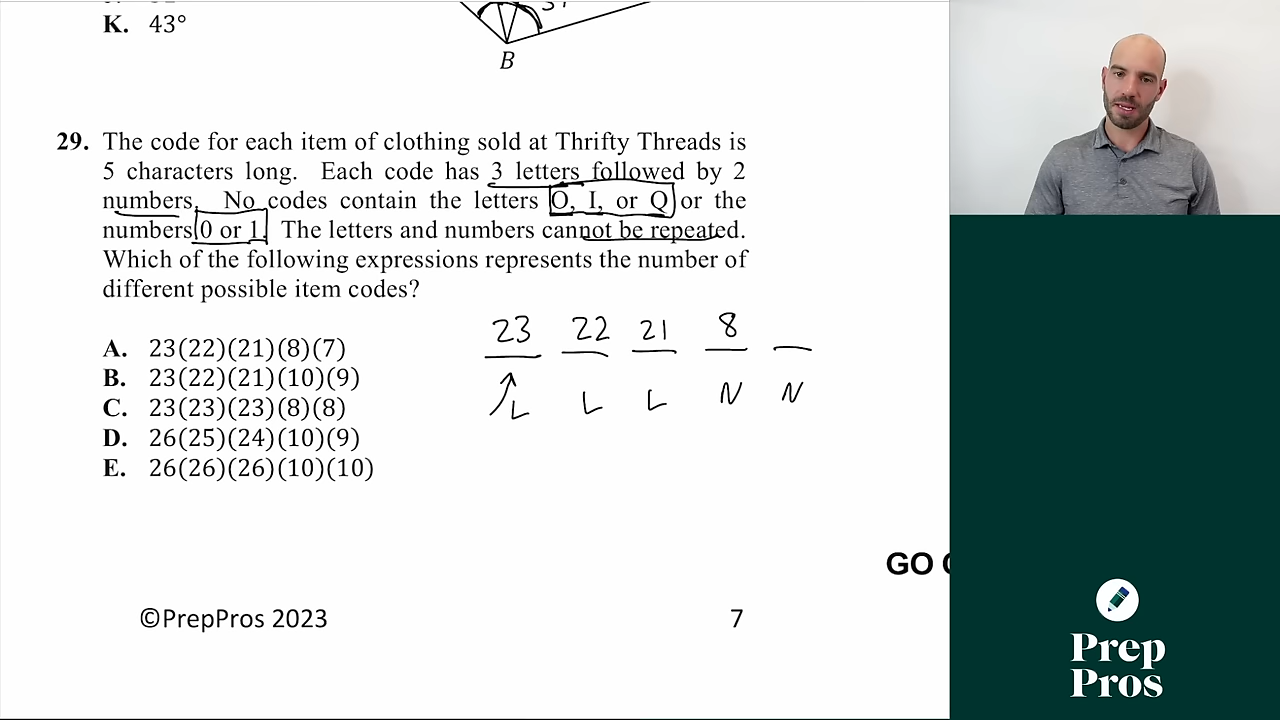 K. 43°
B
29. The code for each item of clothing sold at Thrifty Threads is
5 characters long. Each code has 3 letters followed by 2
numbers. No codes contain the letters O, I, or Q or the
numbers 0 or 1. The letters and numbers cannot be repeated.
Which of the following expressions represents the number of
different possible item codes?
A. 23(22)(21)(8)(7)
B. 23(22)(21)(10)(9)
C. 23(23)(23)(8)(8)
D. 26(25)(24)(10)(9)
E. 26(26)(26)(10)(10)
23 22 21 8
L L L N N
GO
©PrepPros 2023
7
Prep
Pros